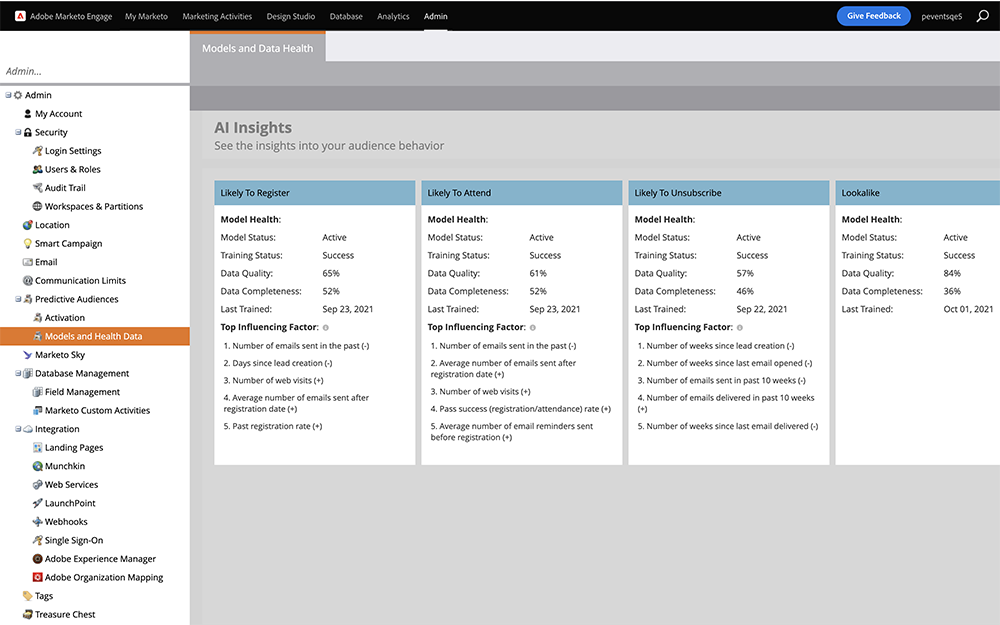 Adobe Marketo Engage My Marketo Marketing Activities Design Studio Database Analytics Admin Give Feedback peventsqe5
Models and Data Health
Admin...
Admin
My Account
Security
Login Settings
Users & Roles
Audit Trail
Workspaces & Partitions
Location
Smart Campaign
Email
Communication Limits
Predictive Audiences
Activation
Models and Health Data
Marketo Sky
Database Management
Field Management
Marketo Custom Activities
Integration
Landing Pages
Munchkin
Web Services
LaunchPoint
Webhooks
Single Sign-On
Adobe Experience Manager
Adobe Organization Mapping
Tags
Treasure Chest
AI Insights
See the insights into your audience behavior
Likely To Register
Model Health:
Model Status: Active
Training Status: Success
Data Quality: 65%
Data Completeness: 52%
Last Trained: Sep 23, 2021
Top Influencing Factor:
1. Number of emails sent in the past (-)
2. Days since lead creation (-)
3. Number of web visits (+)
4. Average number of emails sent after
registration date (+)
5. Past registration rate (+)
Likely To Attend
Model Health:
Model Status: Active
Training Status: Success
Data Quality: 61%
Data Completeness: 52%
Last Trained: Sep 23, 2021
Top Influencing Factor:
1. Number of emails sent in the past (-)
2. Average number of emails sent after
registration date (+)
3. Number of web visits (+)
4. Pass success (registration/attendance) rate (+)
5. Average number of email reminders sent
before registration (+)
Likely To Unsubscribe
Model Health:
Model Status: Active
Training Status: Success
Data Quality: 57%
Data Completeness: 46%
Last Trained: Sep 22, 2021
Top Influencing Factor:
1. Number of weeks since lead creation (-)
2. Number of weeks since last email opened (-)
3. Number of emails sent in past 10 weeks (-)
4. Number of emails delivered in past 10 weeks
(+)
5. Number of weeks since last email delivered (-)
Lookalike
Model Health:
Model Status: Active
Training Status: Success
Data Quality: 84%
Data Completeness: 36%
Last Trained: Oct 01, 2021